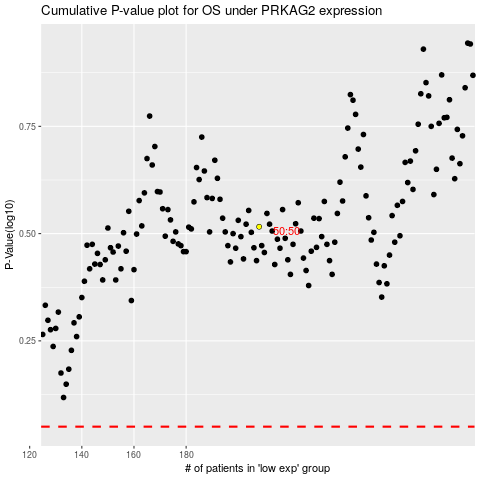 Cumulative P-value plot for OS under PRKAG2 expression
P-Value(log10)
0.75
0.50
0.25
50:50
120 140 160 180
# of patients in 'low exp' group